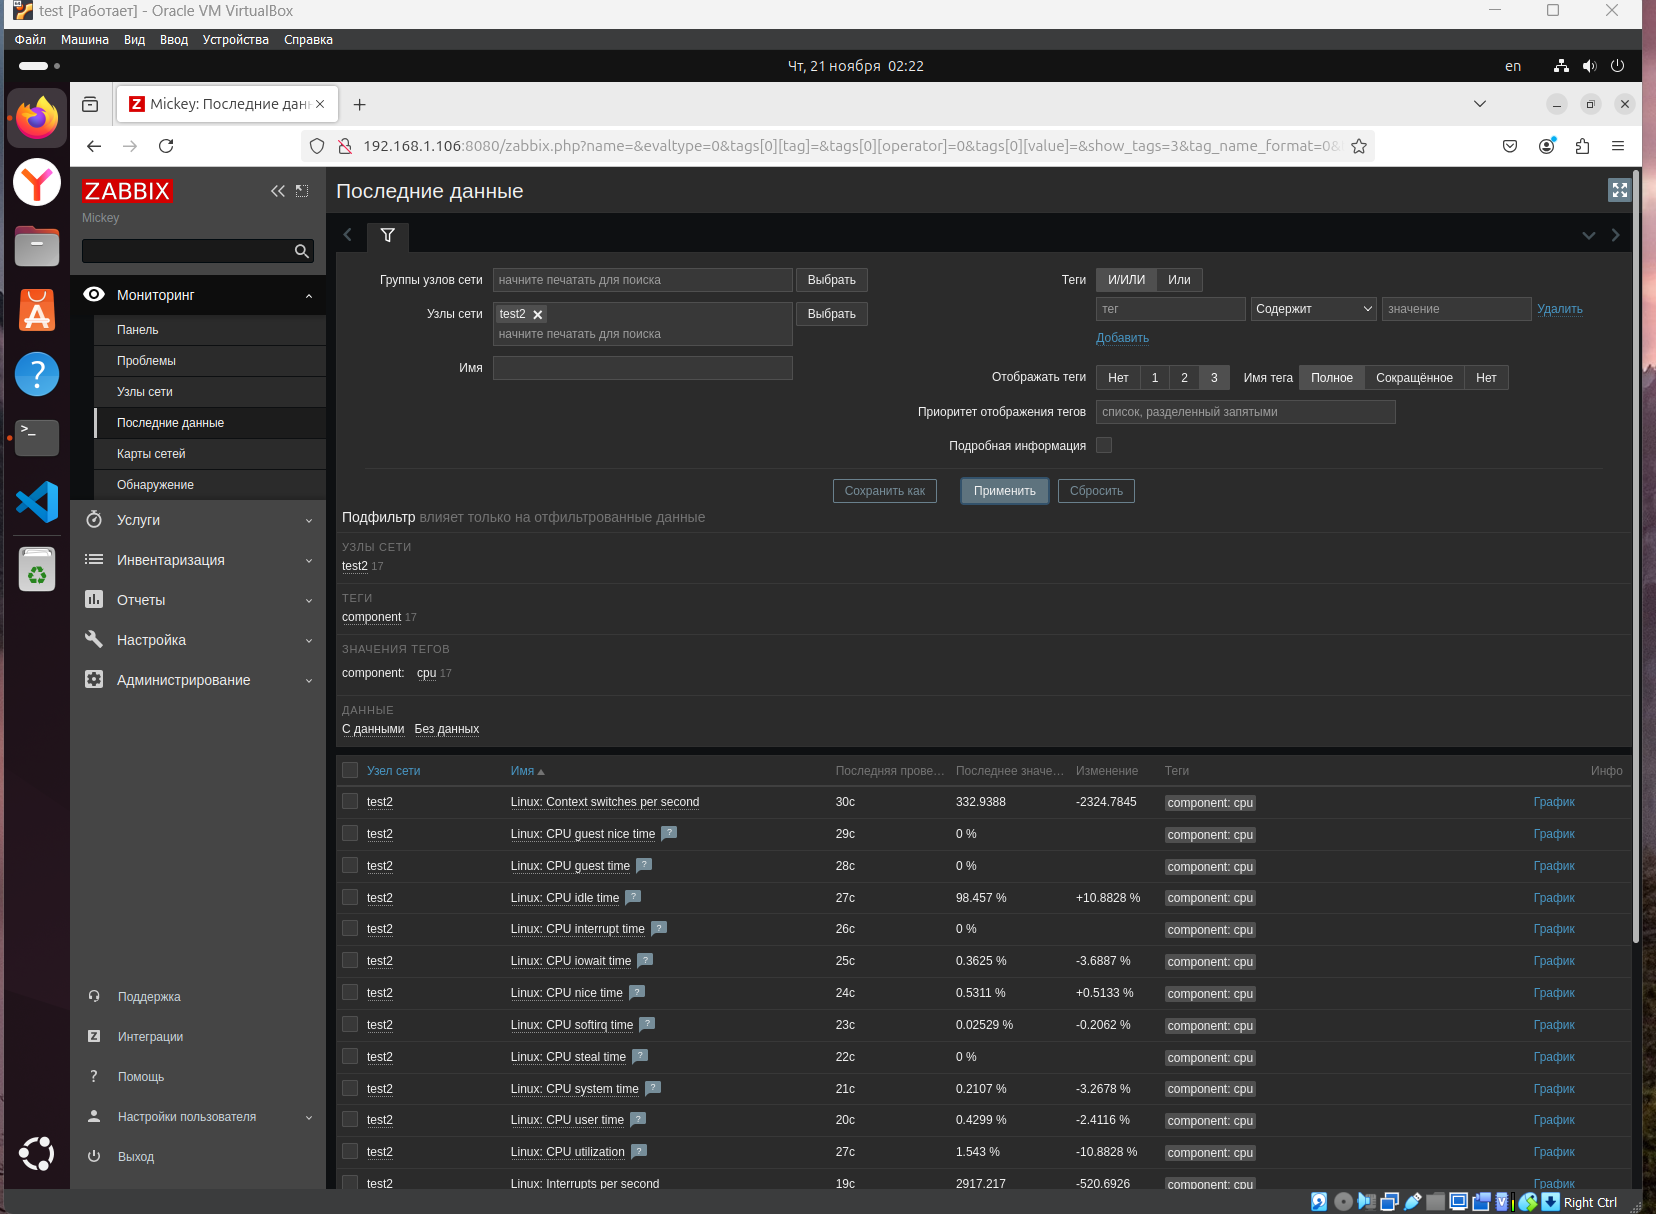 test [Работает] - Oracle VM VirtualBox
Файл Машина Вид Ввод Устройства Справка
Чт, 21 ноября 02:22 en
Mickey: Последние дан
192.168.1.106:8080/zabbix.php?name=&evaltype=0&tags[0][tag]=&tags[0][operator]=0&tags[0][value]=&show_tags=3&tag_name_format=0&
ZABBIX
Mickey
Мониторинг
Панель
Проблемы
Узлы сети
Последние данные
Карты сетей
Обнаружение
Услуги
Инвентаризация
Отчеты
Настройка
Администрирование
Поддержка
Интеграции
Помощь
Настройки пользователя
Выход
Последние данные
Группы узлов сети начните печатать для поиска Выбрать
Узлы сети test2 Выбрать
начните печатать для поиска
Имя
Теги И/ИЛИ Или
тег Содержит значение Удалить
Добавить
Отображать теги Нет 1 2 3 Имя тега Полное Сокращённое Нет
Приоритет отображения тегов список, разделенный запятыми
Подробная информация
Сохранить как Применить Сбросить
Подфильтр влияет только на отфильтрованные данные
УЗЛЫ СЕТИ
test2 17
ТЕГИ
component 17
ЗНАЧЕНИЯ ТЕГОВ
component: cpu 17
ДАННЫЕ
С данными Без данных
Узел сети Имя Последняя прове... Последнее значе... Изменение Теги Инфо
test2 Linux: Context switches per second 30с 332.9388 -2324.7845 component: cpu График
test2 Linux: CPU guest nice time ? 29с 0 % component: cpu График
test2 Linux: CPU guest time ? 28с 0 % component: cpu График
test2 Linux: CPU idle time ? 27с 98.457 % +10.8828 % component: cpu График
test2 Linux: CPU interrupt time ? 26с 0 % component: cpu График
test2 Linux: CPU iowait time ? 25с 0.3625 % -3.6887 % component: cpu График
test2 Linux: CPU nice time ? 24с 0.5311 % +0.5133 % component: cpu График
test2 Linux: CPU softirq time ? 23с 0.02529 % -0.2062 % component: cpu График
test2 Linux: CPU steal time ? 22с 0 % component: cpu График
test2 Linux: CPU system time ? 21с 0.2107 % -3.2678 % component: cpu График
test2 Linux: CPU user time ? 20с 0.4299 % -2.4116 % component: cpu График
test2 Linux: CPU utilization ? 27с 1.543 % -10.8828 % component: cpu График
test2 Linux: Interrupts per second 19с 2917.217 -520.6926 component: cpu График
Right Ctrl